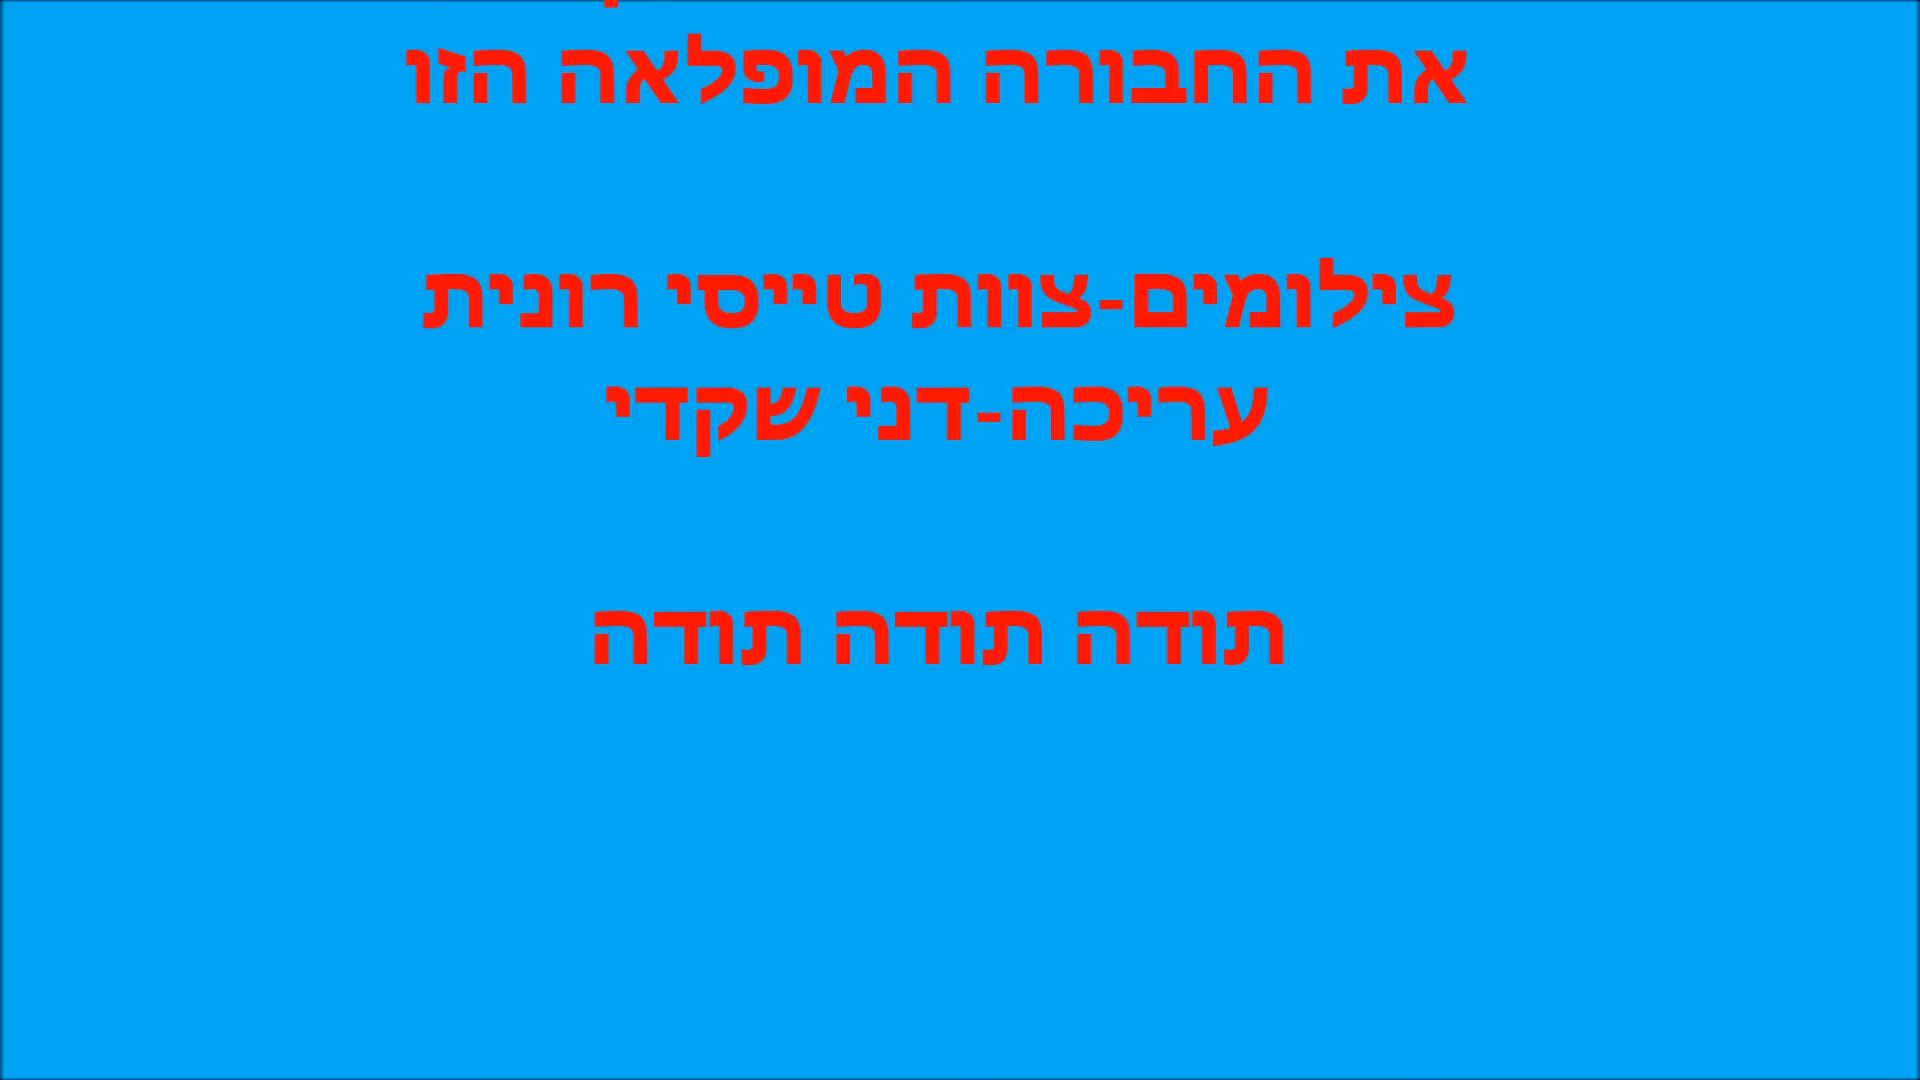 את החבורה המופלאה הזו
צילומים-צוות טייסי רונית
עריכה-דני שקדי
תודה תודה תודה